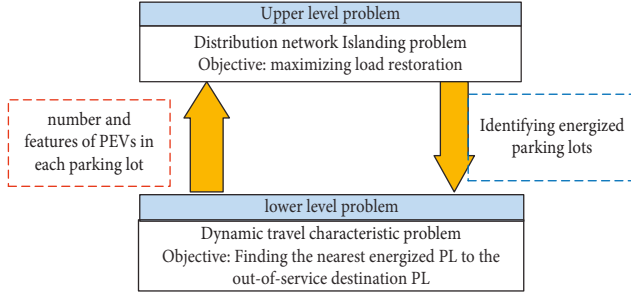 Upper level problem
Distribution network Islanding problem
Objective: maximizing load restoration
number and
features of PEVs in
each parking lot
Identifying energized
parking lots
lower level problem
Dynamic travel characteristic problem
Objective: Finding the nearest energized PL to the
out-of-service destination PL